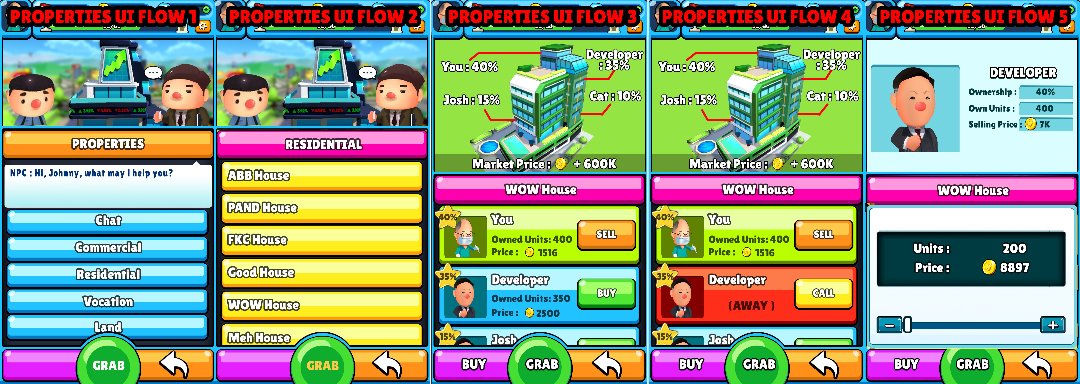 PROPERTIES UI FLOW 1
PROPERTIES
NPC : Hi, Johnny, what may I help you?
Chat
Commercial
Residential
Vocation
Land
GRAB
PROPERTIES UI FLOW 2
RESIDENTIAL
ABB House
PAND House
FKC House
Good House
WOW House
Meh House
GRAB
PROPERTIES UI FLOW 3
You : 40%
Developer
: 35%
Josh : 15%
Cat : 10%
Market Price : + 600K
WOW House
40%
You
Owned Units: 400
Price : 1516
SELL
35%
Developer
Owned Units: 350
Price : 2500
BUY
15%
Josh
BUY
GRAB
PROPERTIES UI FLOW 4
You : 40%
Developer
: 35%
Josh : 15%
Cat : 10%
Market Price : + 600K
WOW House
40%
You
Owned Units: 400
Price : 1516
SELL
35%
Developer
(AWAY)
CALL
15%
Josh
BUY
GRAB
PROPERTIES UI FLOW 5
DEVELOPER
Ownership : 40%
Own Units : 400
Selling Price : 7K
WOW House
Units : 200
Price : 8897
BUY
GRAB